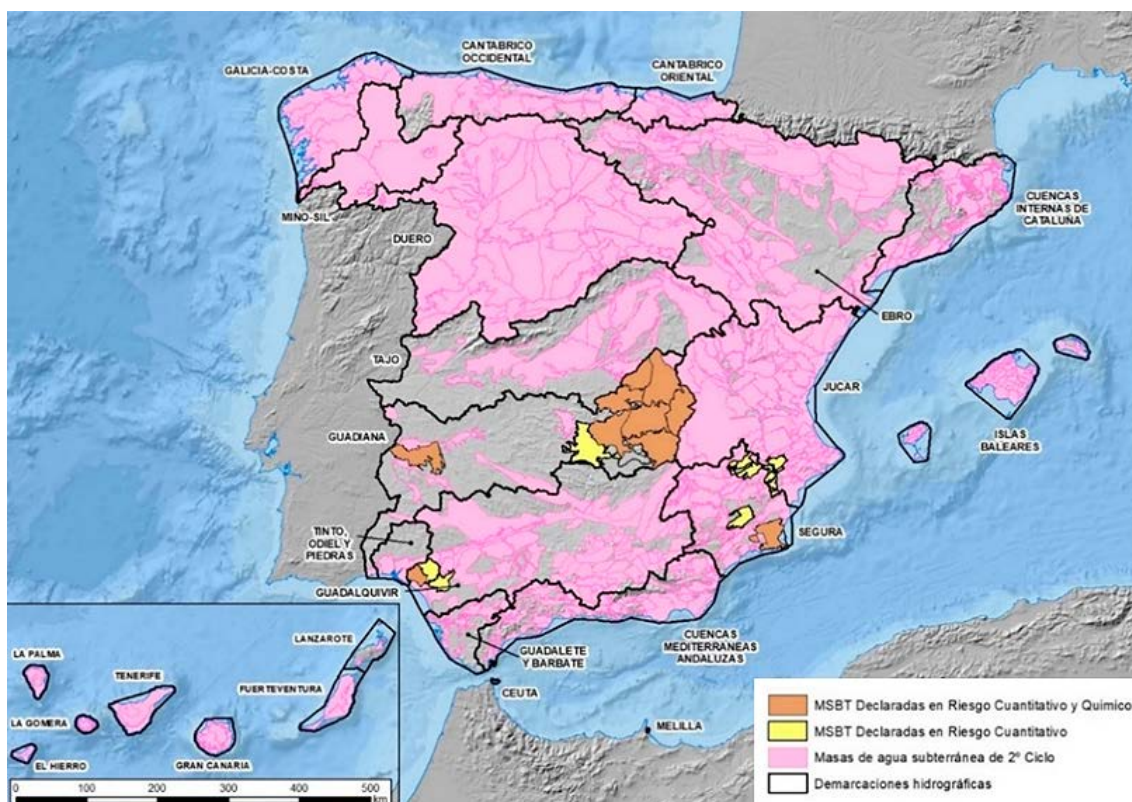 CANTABRICO
OCCIDENTAL
CANTABRICO
ORIENTAL
GALICIA-COSTA
MIÑO-SIL
DUERO
CUENCAS
INTERNAS DE
CATALUÑA
EBRO
TAJO
JUCAR
GUADIANA
ISLAS
BALEARES
TINTO,
ODIEL Y
PIEDRAS
SEGURA
GUADALQUIVIR
GUADALETE
Y BARBATE
CUENCAS
MEDITERRANEAS
ANDALUZAS
CEUTA
MELILLA
LANZAROTE
LA PALMA
TENERIFE
FUERTEVENTURA
LA GOMERA
EL HIERRO
GRAN CANARIA
0 100 200 300 400 500
km
MSBT Declaradas en Riesgo Cuantitativo y Quimico
MSBT Declaradas en Riesgo Cuantitativo
Masas de agua subterránea de 2º Ciclo
Demarcaciones hidrográficas